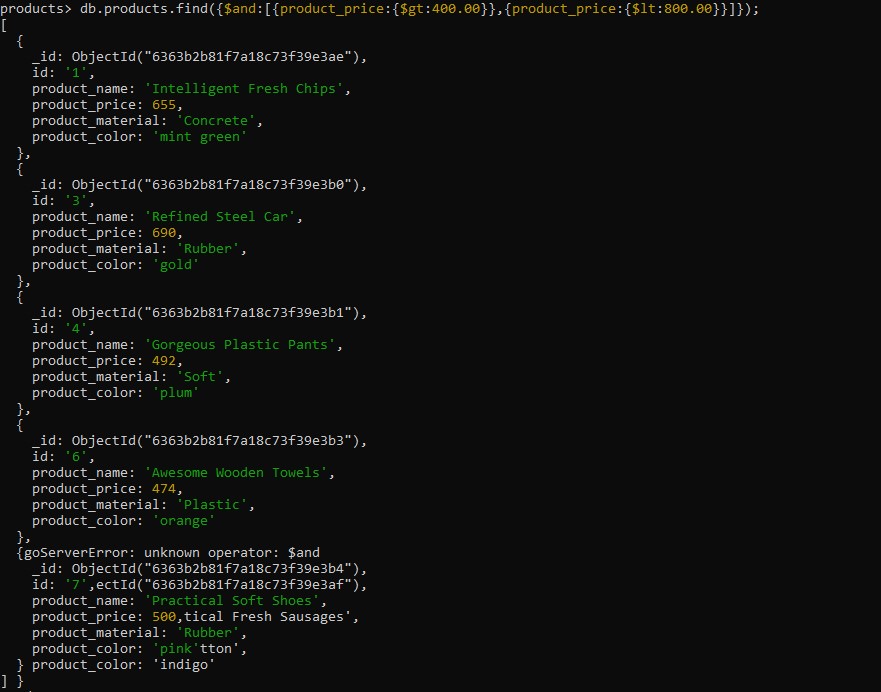 products> db.products.find({$and:[{product_price:{$gt:400.00}},{product_price:{$lt:800.00}}]});
[
  {
    _id: ObjectId("6363b2b81f7a18c73f39e3ae"),
    id: '1',
    product_name: 'Intelligent Fresh Chips',
    product_price: 655,
    product_material: 'Concrete',
    product_color: 'mint green'
  },
  {
    _id: ObjectId("6363b2b81f7a18c73f39e3b0"),
    id: '3',
    product_name: 'Refined Steel Car',
    product_price: 690,
    product_material: 'Rubber',
    product_color: 'gold'
  },
  {
    _id: ObjectId("6363b2b81f7a18c73f39e3b1"),
    id: '4',
    product_name: 'Gorgeous Plastic Pants',
    product_price: 492,
    product_material: 'Soft',
    product_color: 'plum'
  },
  {
    _id: ObjectId("6363b2b81f7a18c73f39e3b3"),
    id: '6',
    product_name: 'Awesome Wooden Towels',
    product_price: 474,
    product_material: 'Plastic',
    product_color: 'orange'
  },
  {goServerError: unknown operator: $and
    _id: ObjectId("6363b2b81f7a18c73f39e3b4"),
    id: '7',ectId("6363b2b81f7a18c73f39e3af"),
    product_name: 'Practical Soft Shoes',
    product_price: 500,tical Fresh Sausages',
    product_material: 'Rubber',
    product_color: 'pink'tton',
  } product_color: 'indigo'
] }